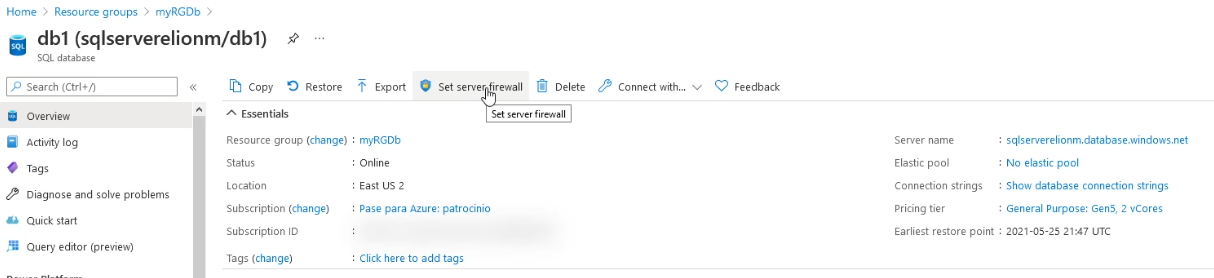 Home > Resource groups > myRGDb >
db1 (sqlserverelionm/db1)
SQL database
Search (Ctrl+/)
«
Copy
Restore
Export
Set server firewall
Delete
Connect with...
Feedback
Set server firewall
Overview
Activity log
Tags
Diagnose and solve problems
Quick start
Query editor (preview)
Essentials
Resource group (change) : myRGDb
Status : Online
Location : East US 2
Subscription (change) : Pase para Azure: patrocinio
Subscription ID :
Tags (change) : Click here to add tags
Server name : sqlserverelionm.database.windows.net
Elastic pool : No elastic pool
Connection strings : Show database connection strings
Pricing tier : General Purpose: Gen5, 2 vCores
Earliest restore point : 2021-05-25 21:47 UTC